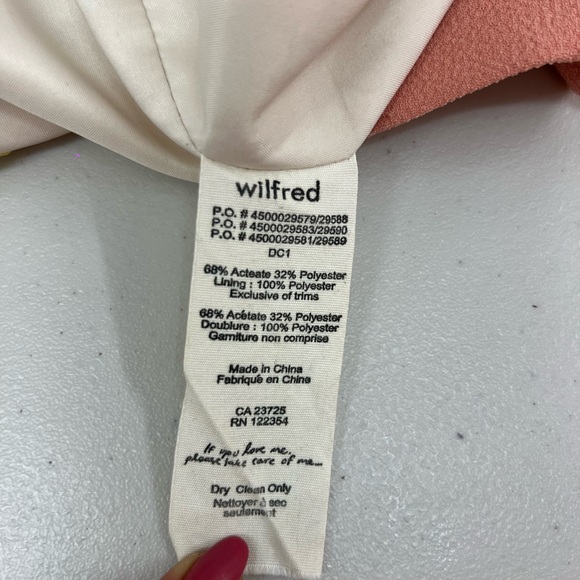 wilfred
P.O. # 4500029579/29588
P.O. # 4500029583/29590
P.O. # 4500029581/29589
DC1
68% Acteate 32% Polyester
Lining : 100% Polyester
Exclusive of trims
68% Acétate 32% Polyester
Doublure : 100% Polyester
Garniture non comprise
Made in China
Fabriqué en Chine
CA 23725
RN 122354
If you love me,
please take care of me...
Dry Clean Only
Nettoyer à sec
seulement